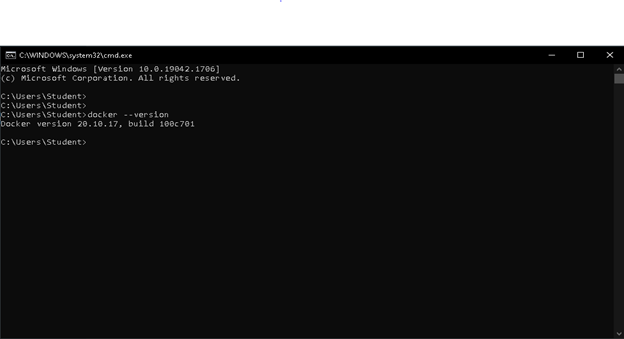 C:\WINDOWS\system32\cmd.exe
Microsoft Windows [Version 10.0.19042.1706]
(c) Microsoft Corporation. All rights reserved.
C:\Users\Student>
C:\Users\Student>
C:\Users\Student>docker --version
Docker version 20.10.17, build 100c701
C:\Users\Student>